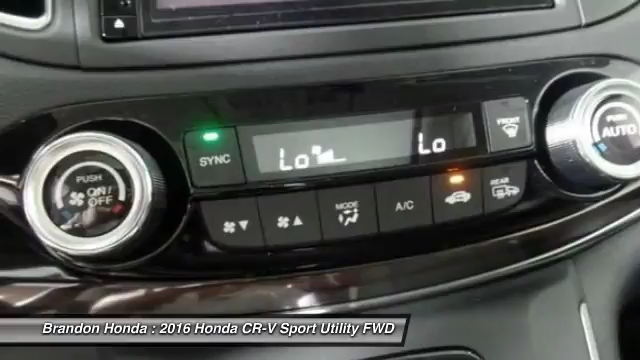 FRONT
PUSH
AUTO
SYNC
Lo
Lo
PUSH
ON/
OFF
MODE
A/C
REAR
Brandon Honda : 2016 Honda CR-V Sport Utility FWD